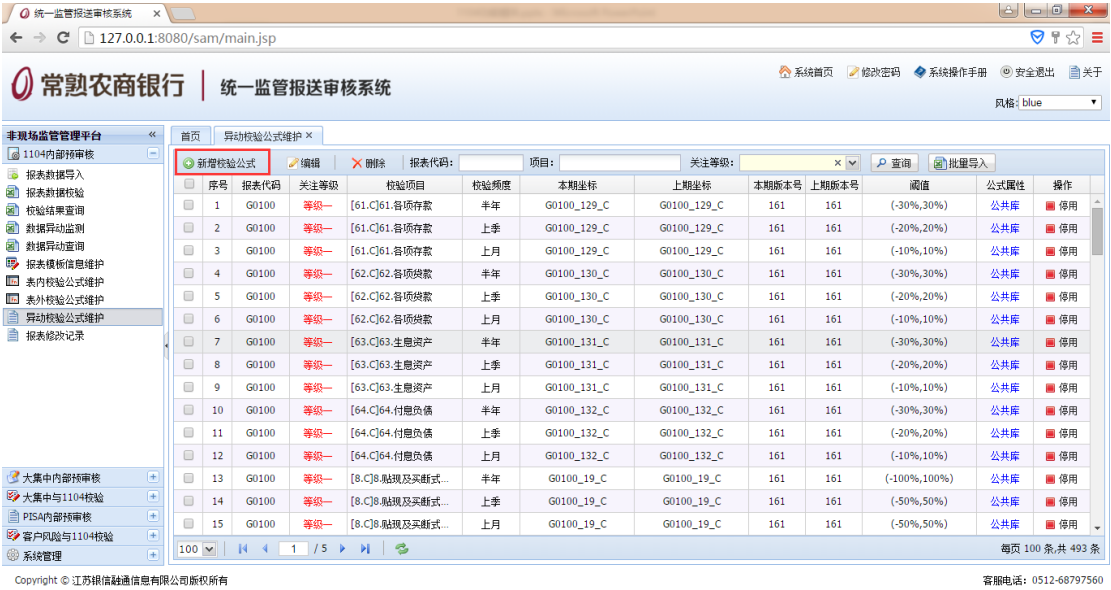 统一监管报送审核系统 ×
127.0.0.1:8080/sam/main.jsp
常熟农商银行 统一监管报送审核系统
系统首页 修改密码 系统操作手册 安全退出 关于
风格: blue
非现场监管管理平台 «
1104内部预审核
报表数据导入
报表数据校验
校验结果查询
数据异动监测
数据异动查询
报表模板信息维护
表内校验公式维护
表外校验公式维护
异动校验公式维护
报表修改记录
大集中内部预审核
大集中与1104校验
PISA内部预审核
客户风险与1104校验
系统管理
首页 异动校验公式维护 ×
新增校验公式 编辑 删除 报表代码: 项目: 关注等级: × 查询 批量导入
序号 报表代码 关注等级 校验项目 校验频度 本期坐标 上期坐标 本期版本号 上期版本号 阈值 公式属性 操作
1 G0100 等级一 [61.C]61.各项存款 半年 G0100_129_C G0100_129_C 161 161 (-30%,30%) 公共库 停用
2 G0100 等级一 [61.C]61.各项存款 上季 G0100_129_C G0100_129_C 161 161 (-20%,20%) 公共库 停用
3 G0100 等级一 [61.C]61.各项存款 上月 G0100_129_C G0100_129_C 161 161 (-10%,10%) 公共库 停用
4 G0100 等级一 [62.C]62.各项贷款 半年 G0100_130_C G0100_130_C 161 161 (-30%,30%) 公共库 停用
5 G0100 等级一 [62.C]62.各项贷款 上季 G0100_130_C G0100_130_C 161 161 (-20%,20%) 公共库 停用
6 G0100 等级一 [62.C]62.各项贷款 上月 G0100_130_C G0100_130_C 161 161 (-10%,10%) 公共库 停用
7 G0100 等级一 [63.C]63.生息资产 半年 G0100_131_C G0100_131_C 161 161 (-30%,30%) 公共库 停用
8 G0100 等级一 [63.C]63.生息资产 上季 G0100_131_C G0100_131_C 161 161 (-20%,20%) 公共库 停用
9 G0100 等级一 [63.C]63.生息资产 上月 G0100_131_C G0100_131_C 161 161 (-10%,10%) 公共库 停用
10 G0100 等级一 [64.C]64.付息负债 半年 G0100_132_C G0100_132_C 161 161 (-30%,30%) 公共库 停用
11 G0100 等级一 [64.C]64.付息负债 上季 G0100_132_C G0100_132_C 161 161 (-20%,20%) 公共库 停用
12 G0100 等级一 [64.C]64.付息负债 上月 G0100_132_C G0100_132_C 161 161 (-10%,10%) 公共库 停用
13 G0100 等级一 [8.C]8.贴现及买断式... 半年 G0100_19_C G0100_19_C 161 161 (-100%,100%) 公共库 停用
14 G0100 等级一 [8.C]8.贴现及买断式... 上季 G0100_19_C G0100_19_C 161 161 (-50%,50%) 公共库 停用
15 G0100 等级一 [8.C]8.贴现及买断式... 上月 G0100_19_C G0100_19_C 161 161 (-50%,50%) 公共库 停用
100 1 / 5 每页 100 条,共 493 条
Copyright © 江苏银信融通信息有限公司版权所有 客服电话：0512-68797560